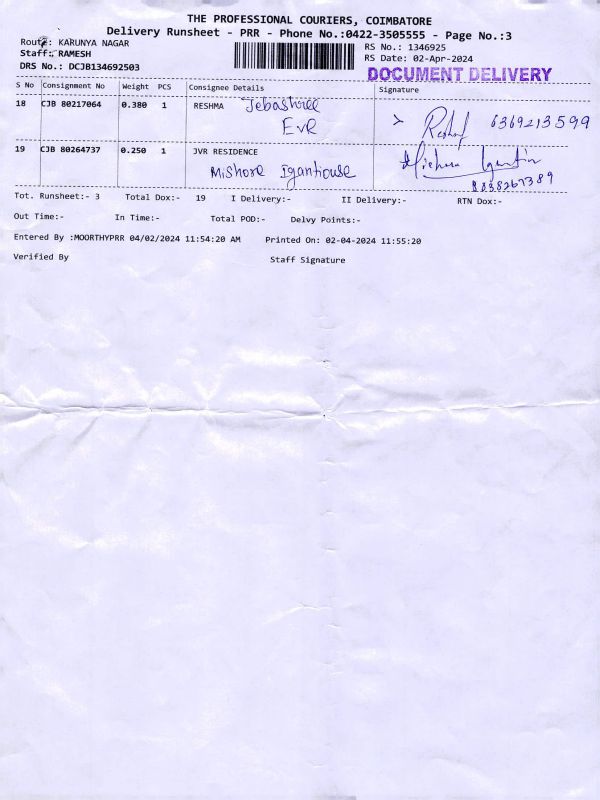 THE PROFESSIONAL COURIERS, COIMBATORE
Delivery Runsheet - PRR - Phone No.:0422-3505555 - Page No.:3
Route: KARUNYA NAGAR
RS No.: 1346925
Staff: RAMESH
RS Date: 02-Apr-2024
DRS No.: DCJB134692503
DOCUMENT DELIVERY
S No Consignment No Weight PCS Consignee Details Signature
18 CJB 80217064 0.380 1 RESHMA
EVR
6369213599
19 CJB 80264737 0.250 1 JVR RESIDENCE
Mishore
8838267389
Tot. Runsheet:- 3 Total Dox:- 19 I Delivery:- II Delivery:- RTN Dox:-
Out Time:- In Time:- Total POD:- Delvy Points:-
Entered By :MOORTHYPRR 04/02/2024 11:54:20 AM Printed On: 02-04-2024 11:55:20
Verified By Staff Signature